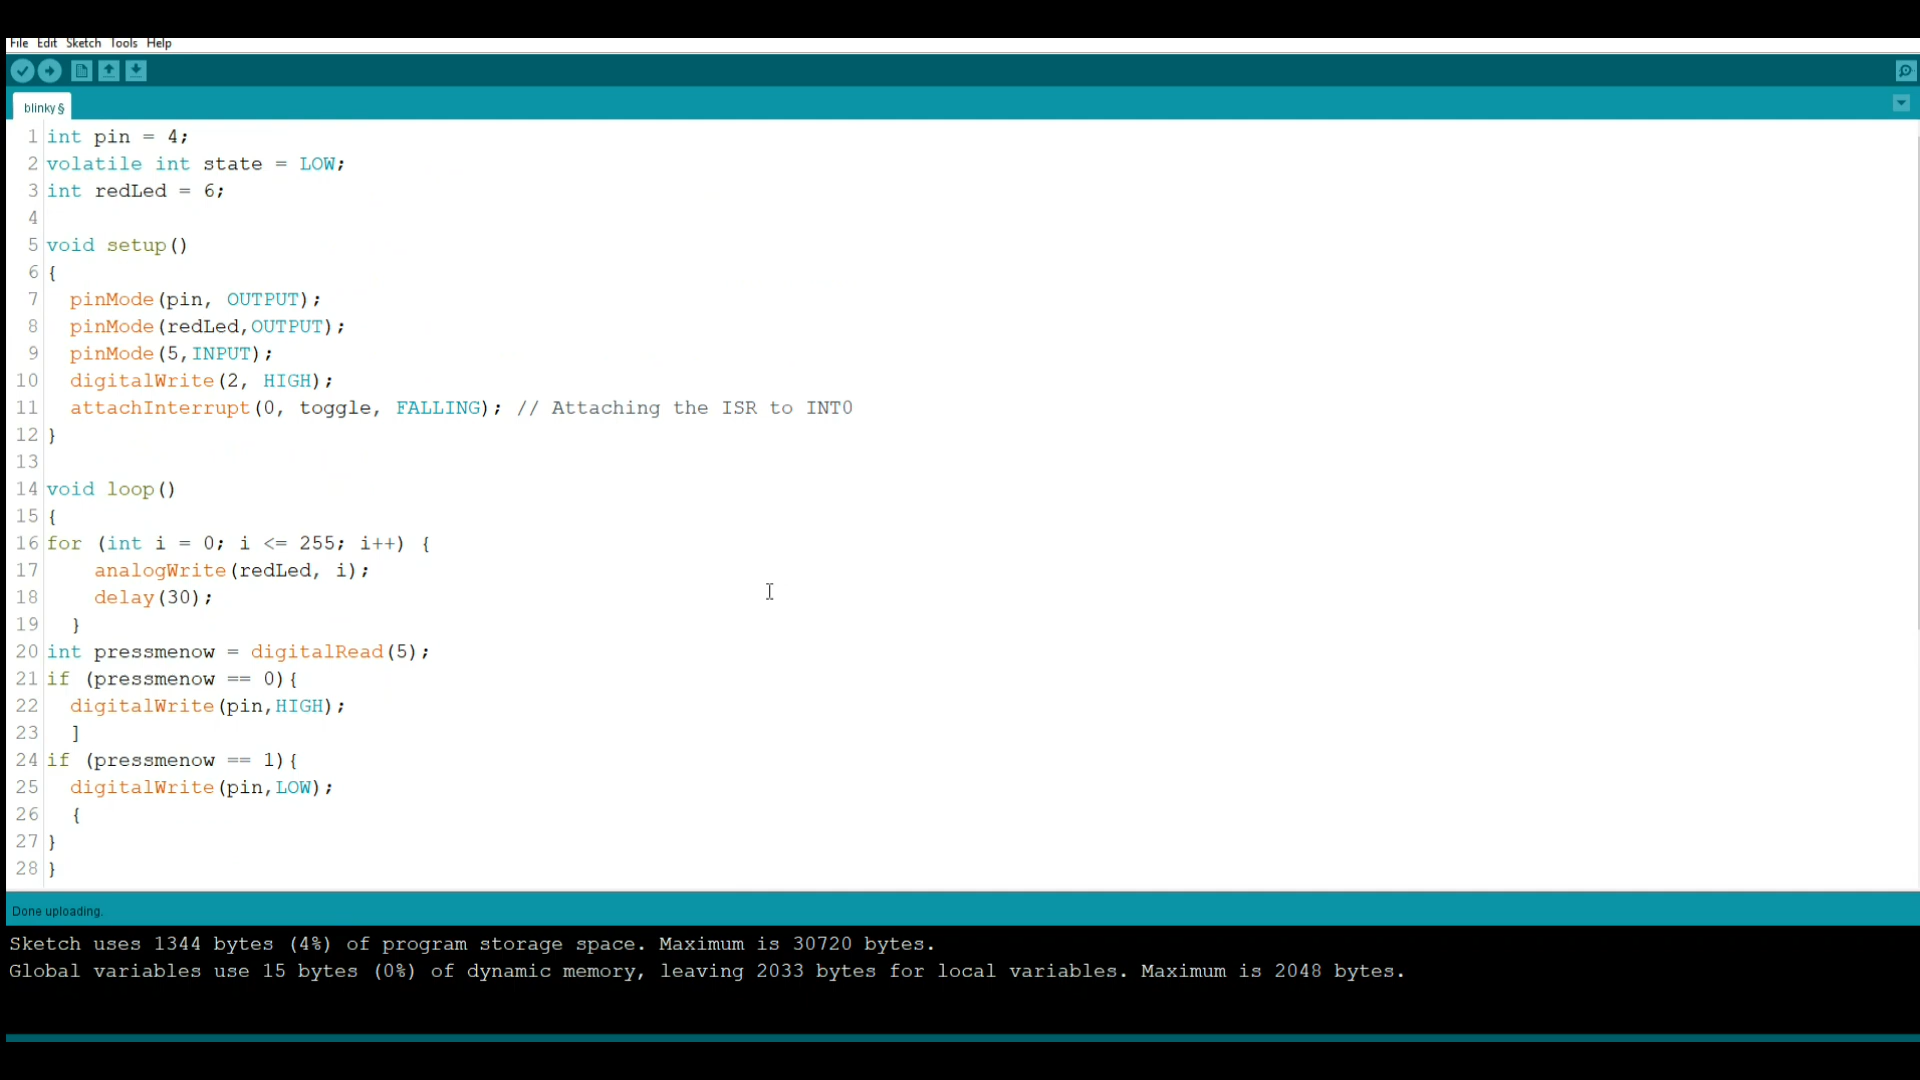 File Edit Sketch Tools Help
blinky §
1 int pin = 4;
2 volatile int state = LOW;
3 int redLed = 6;
4
5 void setup()
6 {
7   pinMode(pin, OUTPUT);
8   pinMode(redLed,OUTPUT);
9   pinMode(5,INPUT);
10   digitalWrite(2, HIGH);
11   attachInterrupt(0, toggle, FALLING); // Attaching the ISR to INT0
12 }
13
14 void loop()
15 {
16 for (int i = 0; i <= 255; i++) {
17     analogWrite(redLed, i);
18     delay(30);
19   }
20 int pressmenow = digitalRead(5);
21 if (pressmenow == 0){
22   digitalWrite(pin,HIGH);
23   ]
24 if (pressmenow == 1){
25   digitalWrite(pin,LOW);
26   {
27 }
28 }
Done uploading.
Sketch uses 1344 bytes (4%) of program storage space. Maximum is 30720 bytes.
Global variables use 15 bytes (0%) of dynamic memory, leaving 2033 bytes for local variables. Maximum is 2048 bytes.